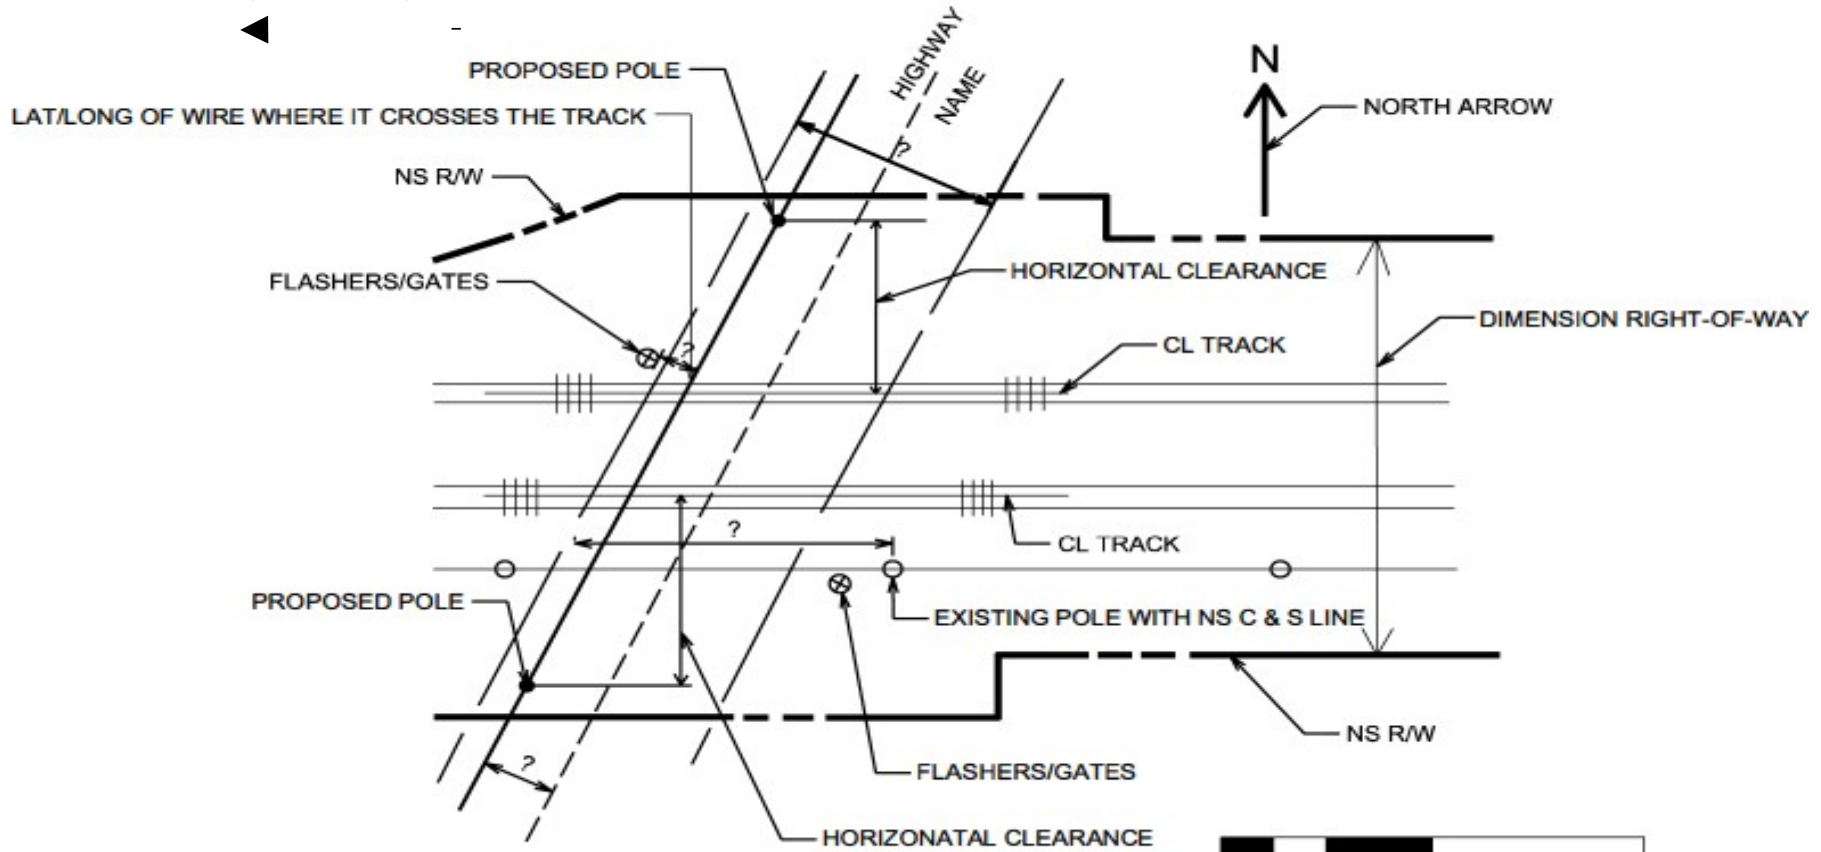 HIGHWAY
NAME
N
PROPOSED POLE
LAT/LONG OF WIRE WHERE IT CROSSES THE TRACK
NORTH ARROW
?
NS R/W
HORIZONTAL CLEARANCE
FLASHERS/GATES
DIMENSION RIGHT-OF-WAY
?
CL TRACK
?
CL TRACK
PROPOSED POLE
EXISTING POLE WITH NS C & S LINE
NS R/W
?
FLASHERS/GATES
HORIZONATAL CLEARANCE